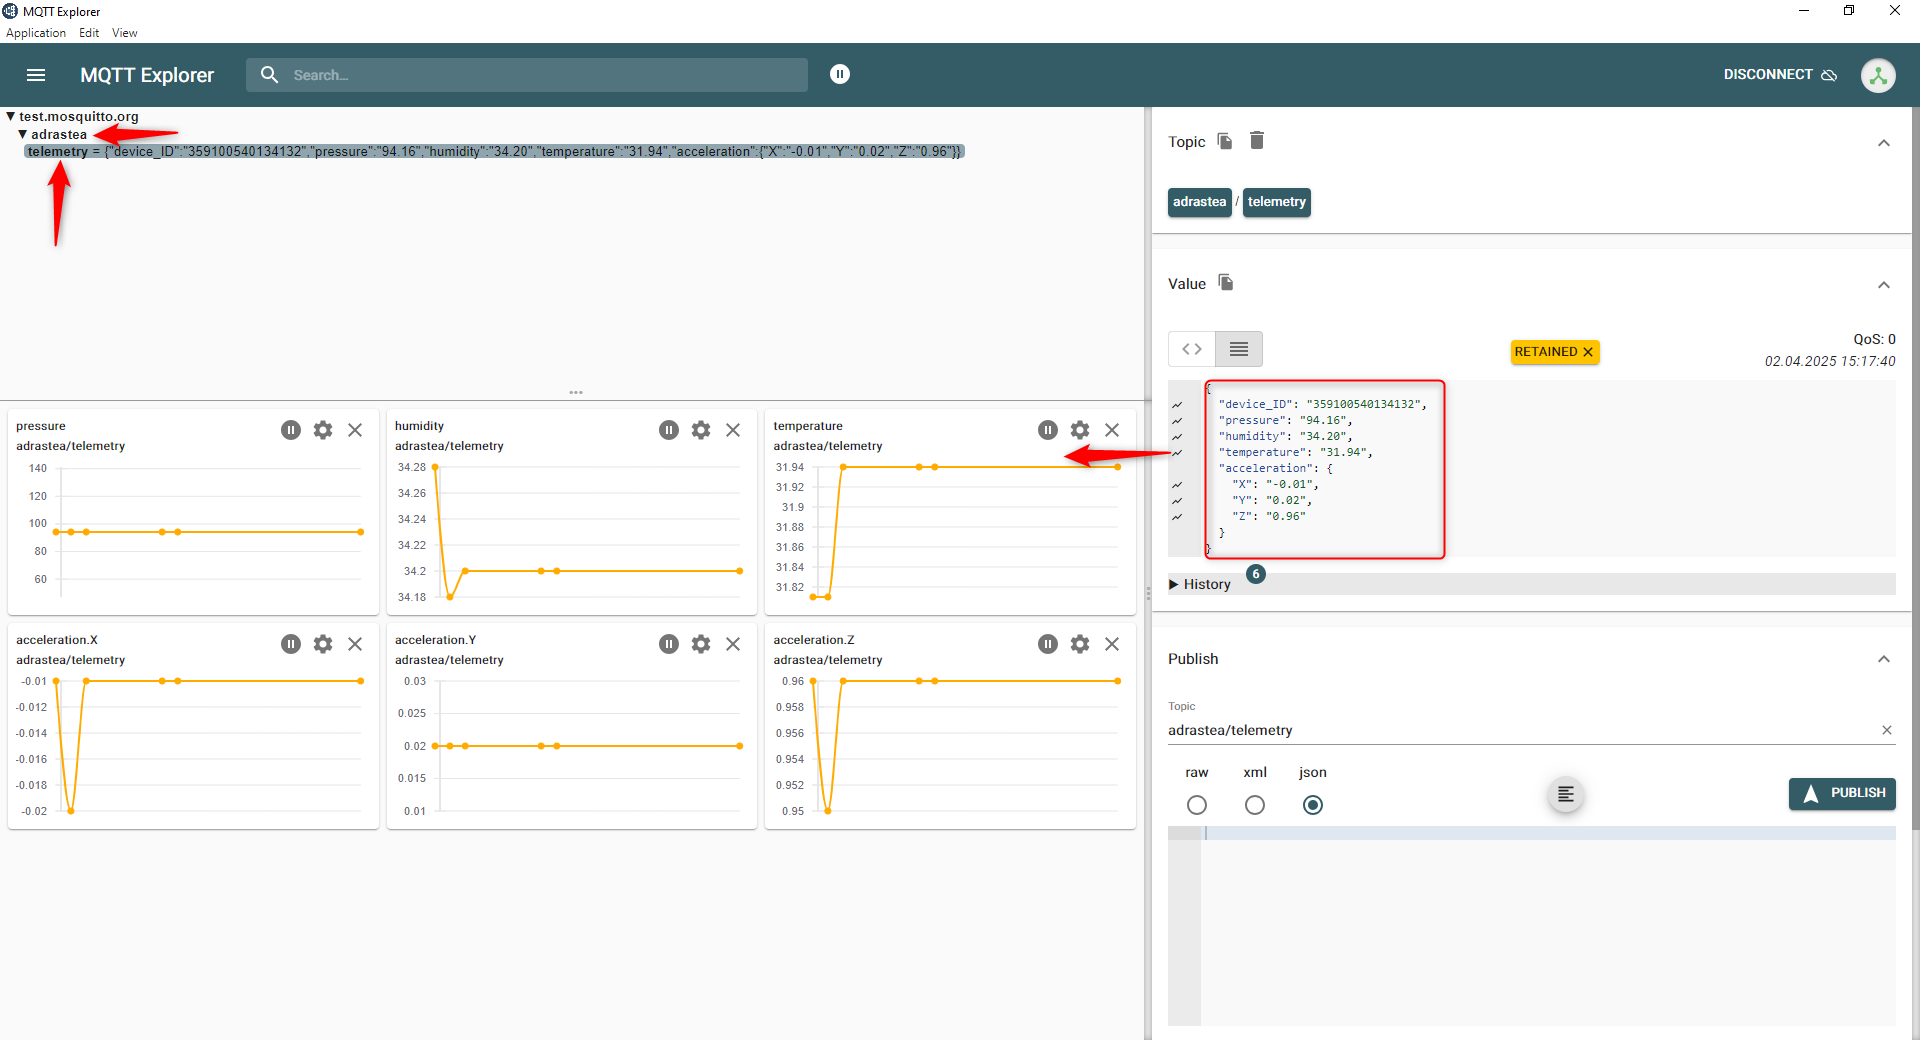 MQTT Explorer
Application Edit View
MQTT Explorer Search... DISCONNECT
▼ test.mosquitto.org
▼ adrastea
telemetry = {"device_ID":"359100540134132","pressure":"94.16","humidity":"34.20","temperature":"31.94","acceleration":{"X":"-0.01","Y":"0.02","Z":"0.96"}}
pressure
adrastea/telemetry
140
120
100
80
60
humidity
adrastea/telemetry
34.28
34.26
34.24
34.22
34.2
34.18
temperature
adrastea/telemetry
31.94
31.92
31.9
31.88
31.86
31.84
31.82
acceleration.X
adrastea/telemetry
-0.01
-0.012
-0.014
-0.016
-0.018
-0.02
acceleration.Y
adrastea/telemetry
0.03
0.025
0.02
0.015
0.01
acceleration.Z
adrastea/telemetry
0.96
0.958
0.956
0.954
0.952
0.95
Topic
adrastea / telemetry
Value
RETAINED
QoS: 0
02.04.2025 15:17:40
{
"device_ID": "359100540134132",
"pressure": "94.16",
"humidity": "34.20",
"temperature": "31.94",
"acceleration": {
"X": "-0.01",
"Y": "0.02",
"Z": "0.96"
}
}
▶ History 6
Publish
Topic
adrastea/telemetry
raw xml json
PUBLISH